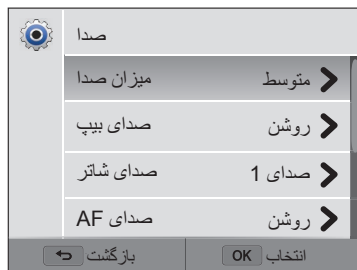 صدا
میزان صدا متوسط
صدای بیپ روشن
صدای شاتر صدای 1
صدای AF روشن
بازگشت انتخاب OK